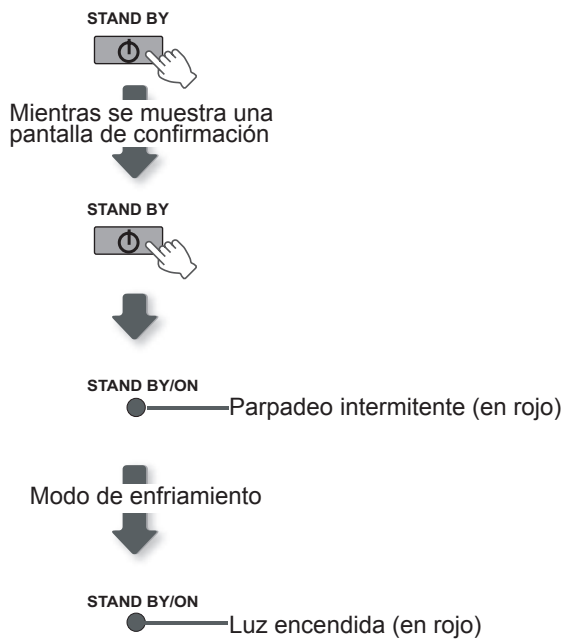 STAND BY
Mientras se muestra una
pantalla de confirmación
STAND BY
STAND BY/ON
Parpadeo intermitente (en rojo)
Modo de enfriamiento
STAND BY/ON
Luz encendida (en rojo)